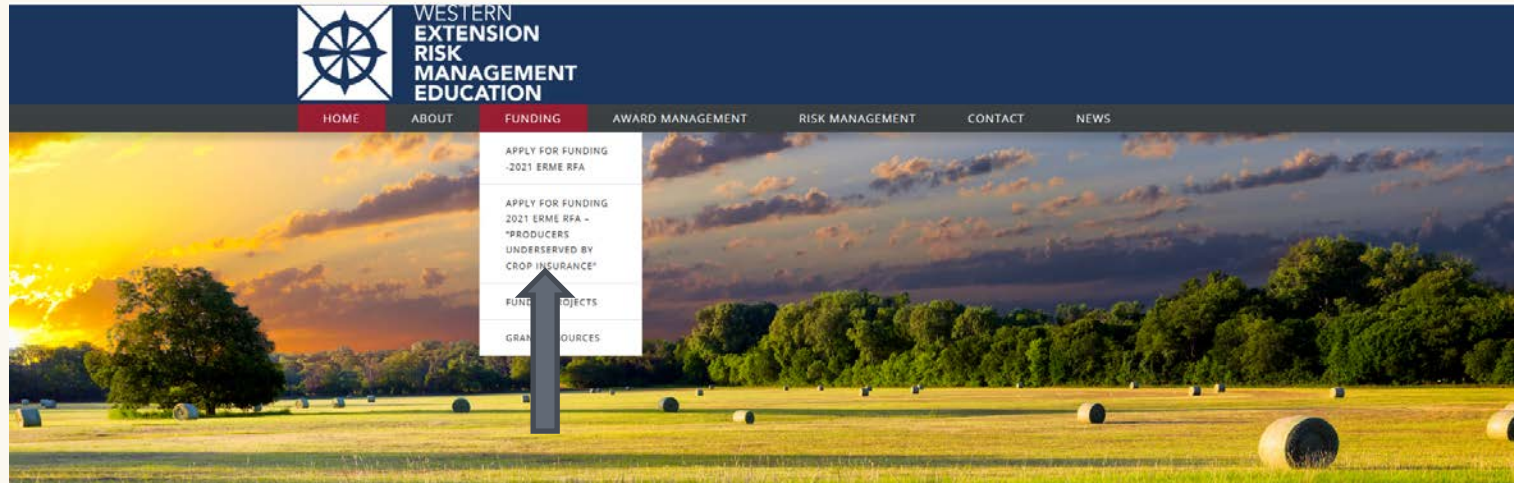 WESTERN
EXTENSION
RISK
MANAGEMENT
EDUCATION
HOME ABOUT FUNDING AWARD MANAGEMENT RISK MANAGEMENT CONTACT NEWS
APPLY FOR FUNDING
-2021 ERME RFA
APPLY FOR FUNDING
2021 ERME RFA –
"PRODUCERS
UNDERSERVED BY
CROP INSURANCE"